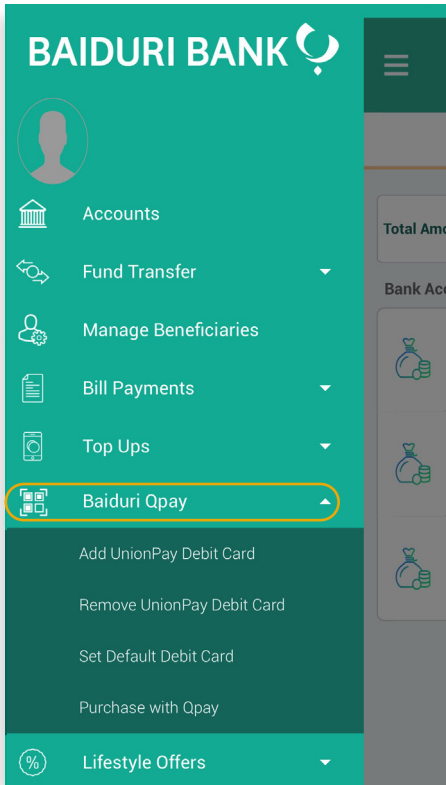 BAIDURI BANK
Accounts
Total Amo
Fund Transfer
Bank Acc
Manage Beneficiaries
Bill Payments
Top Ups
Baiduri Qpay
Add UnionPay Debit Card
Remove UnionPay Debit Card
Set Default Debit Card
Purchase with Qpay
Lifestyle Offers